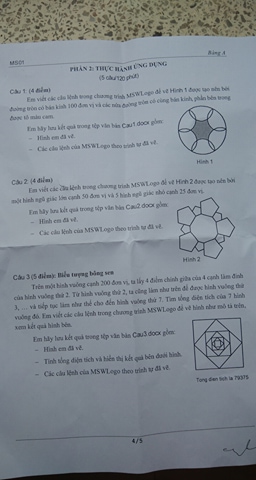 MS01
Bảng A
PHẦN 2: THỰC HÀNH ỨNG DỤNG
(5 câu/120 phút)
Câu 1: (4 điểm)
Em viết các câu lệnh trong chương trình MSWLogo để vẽ Hình 1 được tạo nên bởi
đường tròn có bán kính 100 đơn vị và các nửa đường tròn có cùng bán kính, phần bên trong
được tô màu cam.
Em hãy lưu kết quả trong tệp văn bản Cau1.docx gồm:
– Hình em đã vẽ.
– Các câu lệnh của MSWLogo theo trình tự đã vẽ.
Hình 1
Câu 2: (4 điểm)
Em viết các câu lệnh trong chương trình MSWLogo để vẽ Hình 2 được tạo nên bởi
một hình ngũ giác lớn cạnh 50 đơn vị và 5 hình ngũ giác nhỏ cạnh 25 đơn vị.
Em hãy lưu kết quả trong tệp văn bản Cau2.docx gồm:
– Hình em đã vẽ.
– Các câu lệnh của MSWLogo theo trình tự đã vẽ.
Hình 2
Câu 3 (5 điểm): Biểu tượng bông sen
Trên một hình vuông cạnh 200 đơn vị, ta lấy 4 điểm chính giữa của 4 cạnh làm đỉnh
của hình vuông thứ 2. Từ hình vuông thứ 2, ta cũng làm như trên để được hình vuông thứ
3, … và tiếp tục làm như thế cho đến hình vuông thứ 7. Tìm tổng diện tích của 7 hình
vuông đó. Em viết các câu lệnh trong chương trình MSWLogo để vẽ hình như mô tả trên,
xem kết quả hình bên.
Em hãy lưu kết quả trong tệp văn bản Cau3.docx gồm:
– Hình em đã vẽ.
– Tính tổng diện tích và hiển thị kết quả bên dưới hình.
– Các câu lệnh của MSWLogo theo trình tự đã vẽ.
Tong dien tich la 79375
4/5